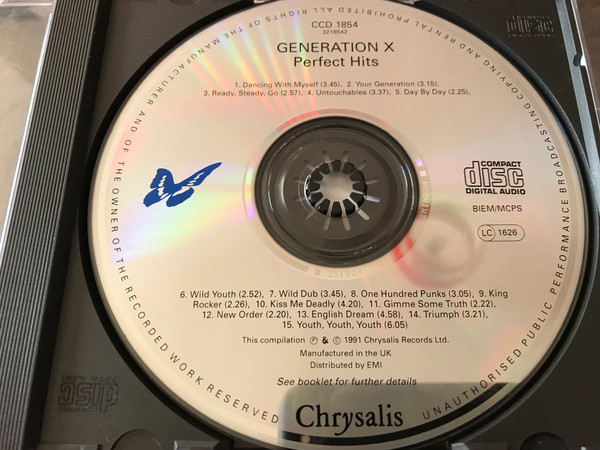 CCD 1854
3218542
GENERATION X
Perfect Hits
1. Dancing With Myself (3.45), 2. Your Generation (3.15),
3. Ready, Steady, Go (2.57), 4. Untouchables (3.37), 5. Day By Day (2.25),
COMPACT
disc
DIGITAL AUDIO
BIEM/MCPS
LC 1626
6. Wild Youth (2.52), 7. Wild Dub (3.45), 8. One Hundred Punks (3.05), 9. King
Rocker (2.26), 10. Kiss Me Deadly (4.20), 11. Gimme Some Truth (2.22),
12. New Order (2.20), 13. English Dream (4.58), 14. Triumph (3.21),
15. Youth, Youth, Youth (6.05)
This compilation ℗ & © 1991 Chrysalis Records Ltd.
Manufactured in the UK
Distributed by EMI
See booklet for further details
Chrysalis
ALL RIGHTS OF THE MANUFACTURER AND OF THE OWNER OF THE RECORDED WORK RESERVED
UNAUTHORISED PUBLIC PERFORMANCE BROADCASTING COPYING AND RENTAL PROHIBITED
disc
disc